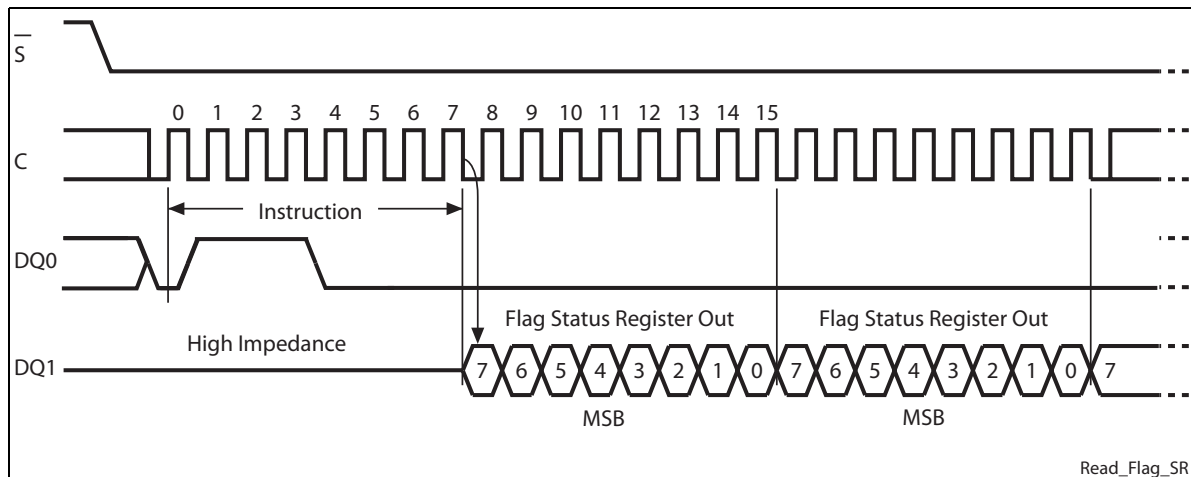 S
0 1 2 3 4 5 6 7 8 9 10 11 12 13 14 15
C
Instruction
DQ0
Flag Status Register Out Flag Status Register Out
High Impedance
DQ1
7 6 5 4 3 2 1 0 7 6 5 4 3 2 1 0 7
MSB MSB
Read_Flag_SR